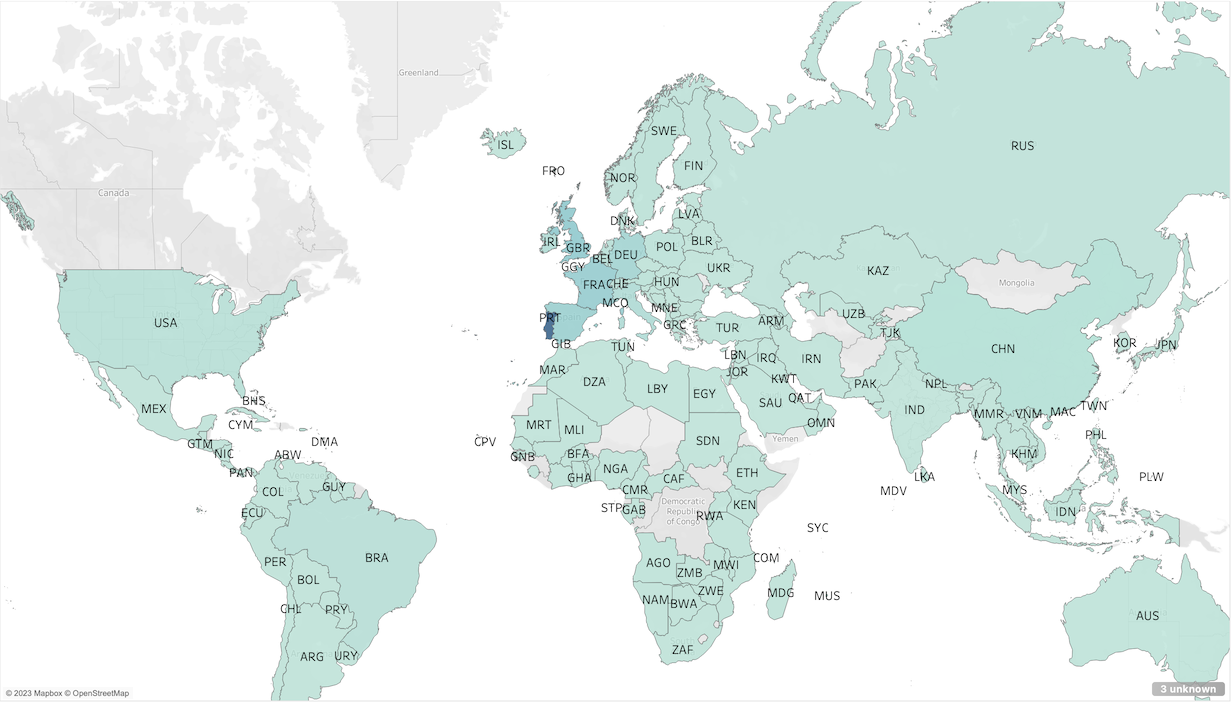 Greenland
SWE
ISL
RUS
FIN
FRO
NOR
Canada
LVA
DNK
IRL
GBR
POL
BLR
DEU
BEL
GGY
UKR
KAZ
FRA
CHE
HUN
Mongolia
MCO
MNE
UZB
PRT
USA
GRC
TUR
ARM
TJK
GIB
TUN
KOR
JPN
CHN
LBN
IRQ
IRN
MAR
JOR
DZA
LBY
EGY
KWT
PAK
NPL
BHS
QAT
SAU
IND
MEX
MMR
VNM
MAC
TWN
CYM
MRT
MLI
OMN
PHL
GTM
DMA
CPV
SDN
Yemen
NIC
ABW
GNB
BFA
KHM
PAN
NGA
ETH
GHA
CAF
LKA
PLW
COL
GUY
CMR
MDV
MYS
ECU
STP
GAB
Democratic
Republic
of Congo
RWA
KEN
IDN
SYC
BRA
PER
AGO
ZMB
MWI
COM
BOL
ZWE
MDG
MUS
CHL
PRY
NAM
BWA
AUS
ARG
URY
ZAF
© 2023 Mapbox © OpenStreetMap
3 unknown